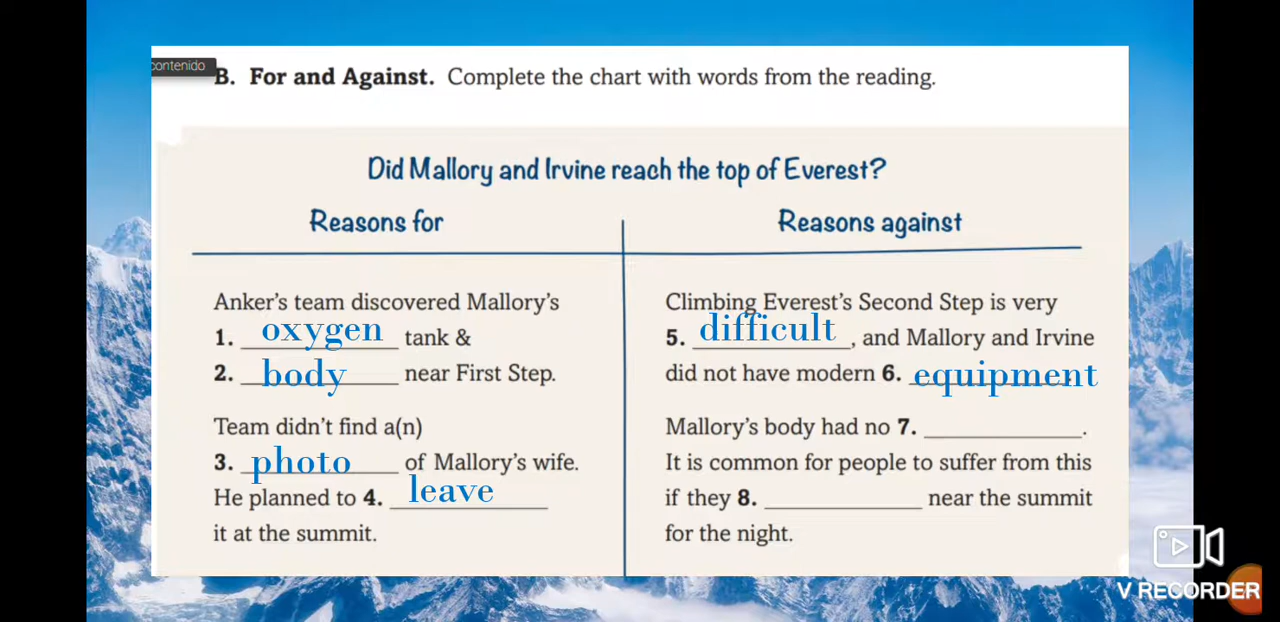 contenido
B. For and Against. Complete the chart with words from the reading.
Did Mallory and Irvine reach the top of Everest?
Reasons for
Reasons against
Anker's team discovered Mallory's
1. oxygen tank &
2. body near First Step.
Team didn't find a(n)
3. photo of Mallory's wife.
He planned to 4. leave
it at the summit.
Climbing Everest's Second Step is very
5. difficult, and Mallory and Irvine
did not have modern 6. equipment
Mallory's body had no 7. ____________.
It is common for people to suffer from this
if they 8. ____________ near the summit
for the night.
V RECORDER